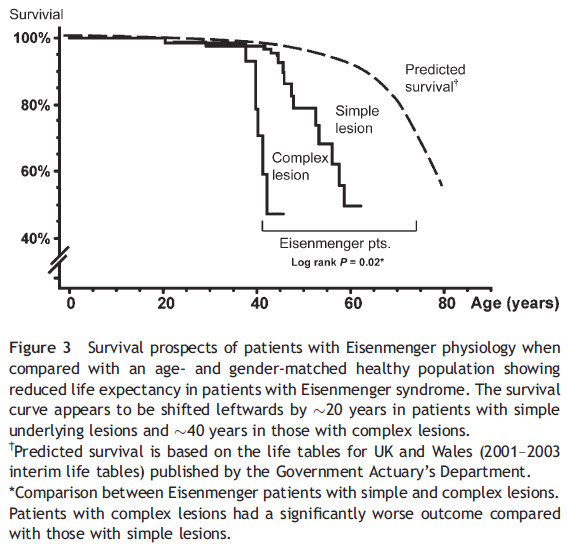 Survivial
100%
80%
60%
40%
Predicted
survival†
Simple
lesion
Complex
lesion
Eisenmenger pts.
Log rank P = 0.02*
0 20 40 60 80 Age (years)
Figure 3 Survival prospects of patients with Eisenmenger physiology when
compared with an age- and gender-matched healthy population showing
reduced life expectancy in patients with Eisenmenger syndrome. The survival
curve appears to be shifted leftwards by ~20 years in patients with simple
underlying lesions and ~40 years in those with complex lesions.
†Predicted survival is based on the life tables for UK and Wales (2001–2003
interim life tables) published by the Government Actuary's Department.
*Comparison between Eisenmenger patients with simple and complex lesions.
Patients with complex lesions had a significantly worse outcome compared
with those with simple lesions.